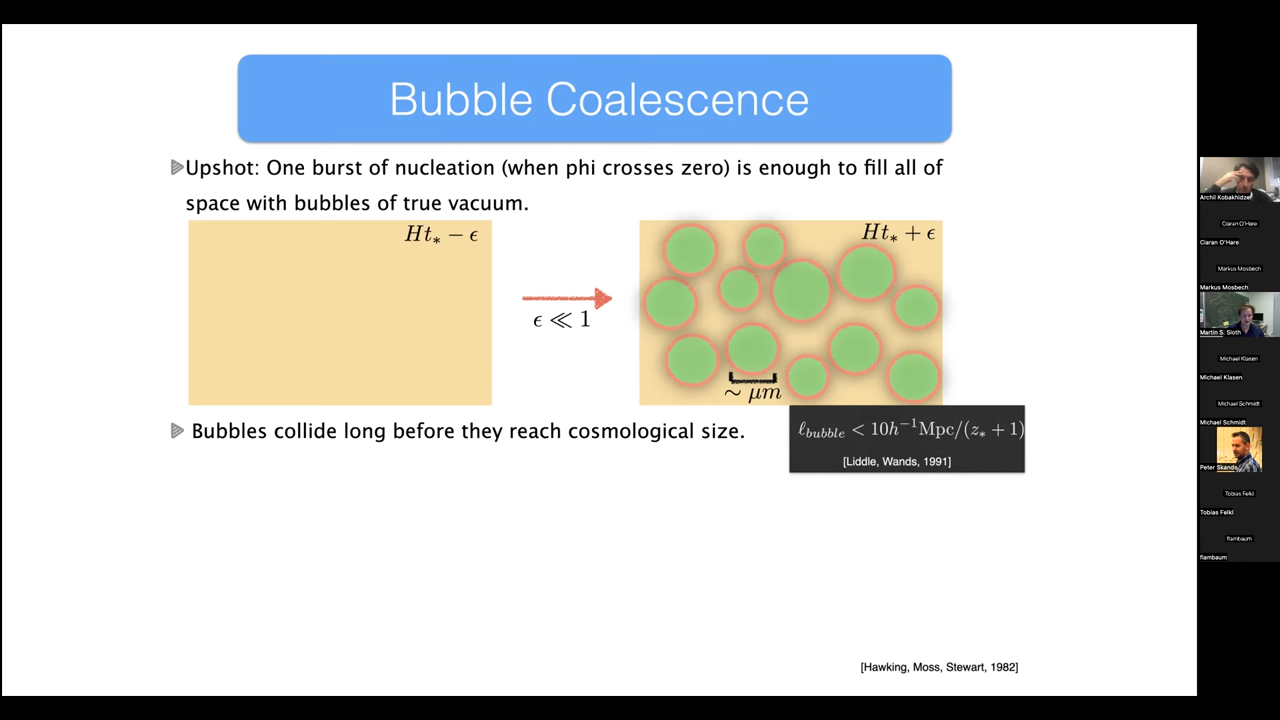 Bubble Coalescence
Upshot: One burst of nucleation (when phi crosses zero) is enough to fill all of
space with bubbles of true vacuum.
Ht∗ − ϵ
Ht∗ + ϵ
ϵ ≪ 1
∼ μm
Bubbles collide long before they reach cosmological size.
ℓbubble < 10h⁻¹Mpc/(z∗ + 1)
[Liddle, Wands, 1991]
[Hawking, Moss, Stewart, 1982]
Archil Kobakhidze
Ciaran O'Hare
Ciaran O'Hare
Markus Mosbech
Markus Mosbech
Martin S. Sloth
Michael Klasen
Michael Klasen
Michael Schmidt
Michael Schmidt
Peter Skands
Tobias Felkl
Tobias Felkl
flambaum
flambaum